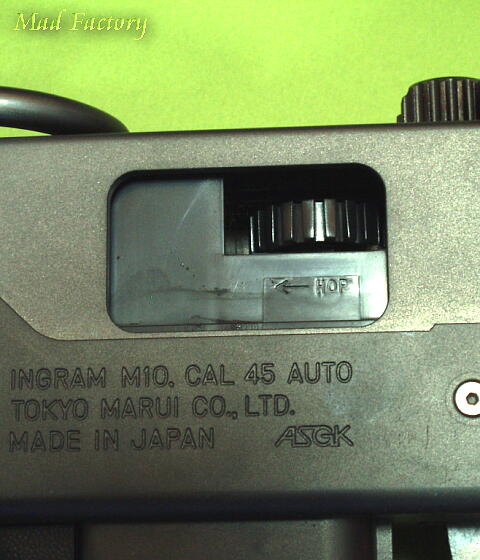 Mad Factory
← HOP
INGRAM M10. CAL 45 AUTO
TOKYO MARUI CO., LTD.
MADE IN JAPAN ASGK